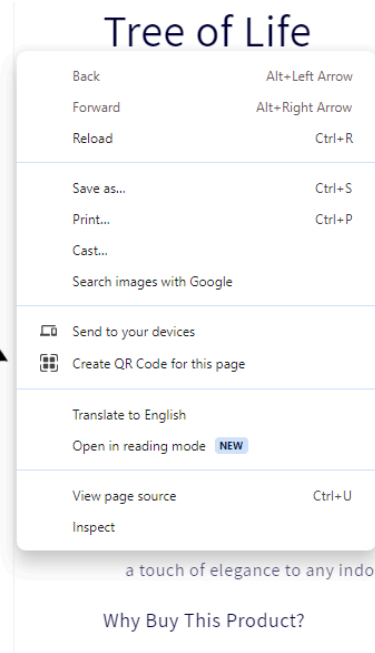 Tree of Life
Back Alt+Left Arrow
Forward Alt+Right Arrow
Reload Ctrl+R
Save as... Ctrl+S
Print... Ctrl+P
Cast...
Search images with Google
Send to your devices
Create QR Code for this page
Translate to English
Open in reading mode NEW
View page source Ctrl+U
Inspect
a touch of elegance to any indo
Why Buy This Product?